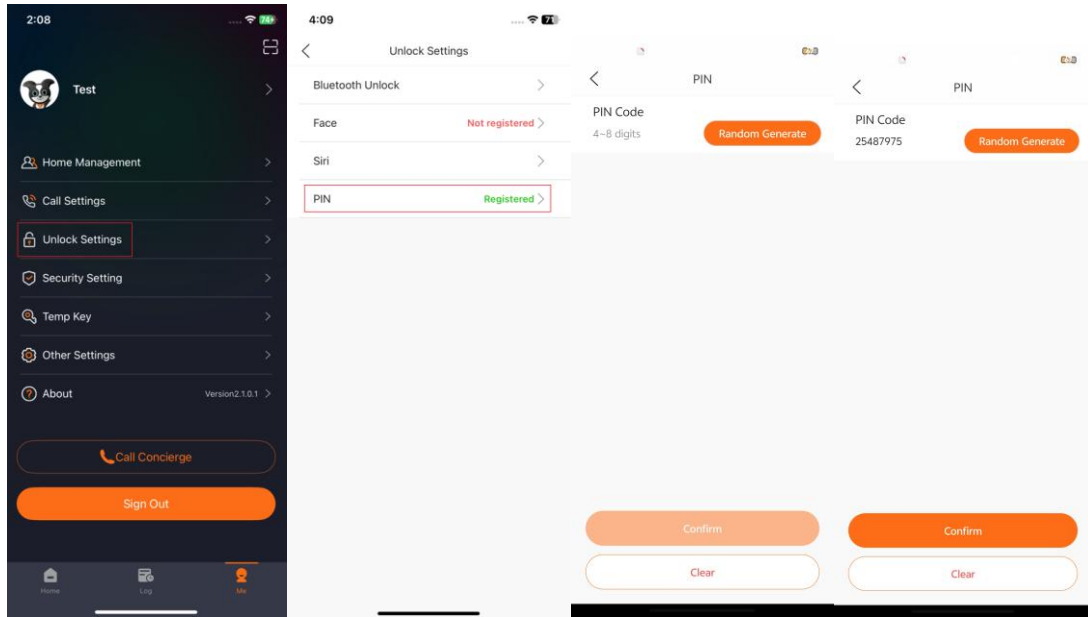 2:08
74
Test
Home Management
Call Settings
Unlock Settings
Security Setting
Temp Key
Other Settings
About Version2.1.0.1
Call Concierge
Sign Out
Home Log Me
4:09
71
Unlock Settings
Bluetooth Unlock
Face Not registered
Siri
PIN Registered
PIN
PIN Code
4~8 digits Random Generate
Confirm
Clear
PIN
PIN Code
25487975 Random Generate
Confirm
Clear